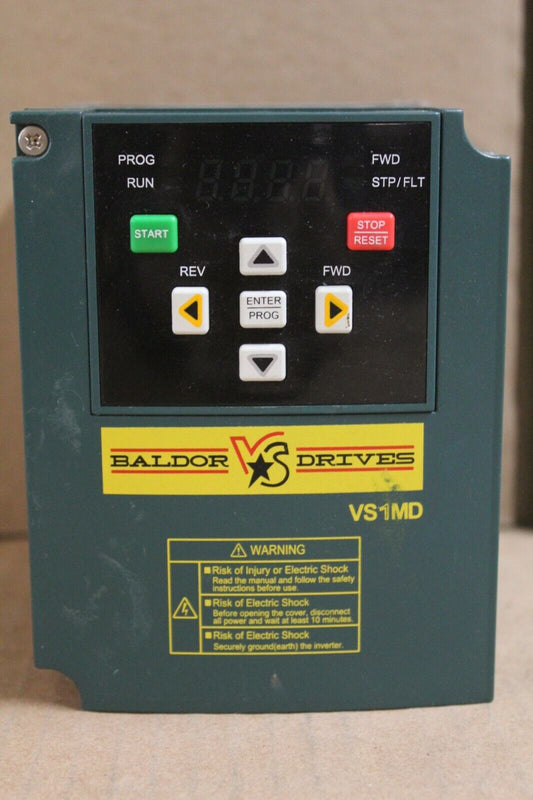 PROG
FWD
RUN
STP/FLT
START
STOP
RESET
REV
FWD
ENTER
PROG
BALDOR VS DRIVES
VS1MD
WARNING
Risk of Injury or Electric Shock
Read the manual and follow the safety
instructions before use.
Risk of Electric Shock
Before opening the cover, disconnect
all power and wait at least 10 minutes.
Risk of Electric Shock
Securely ground(earth) the inverter.